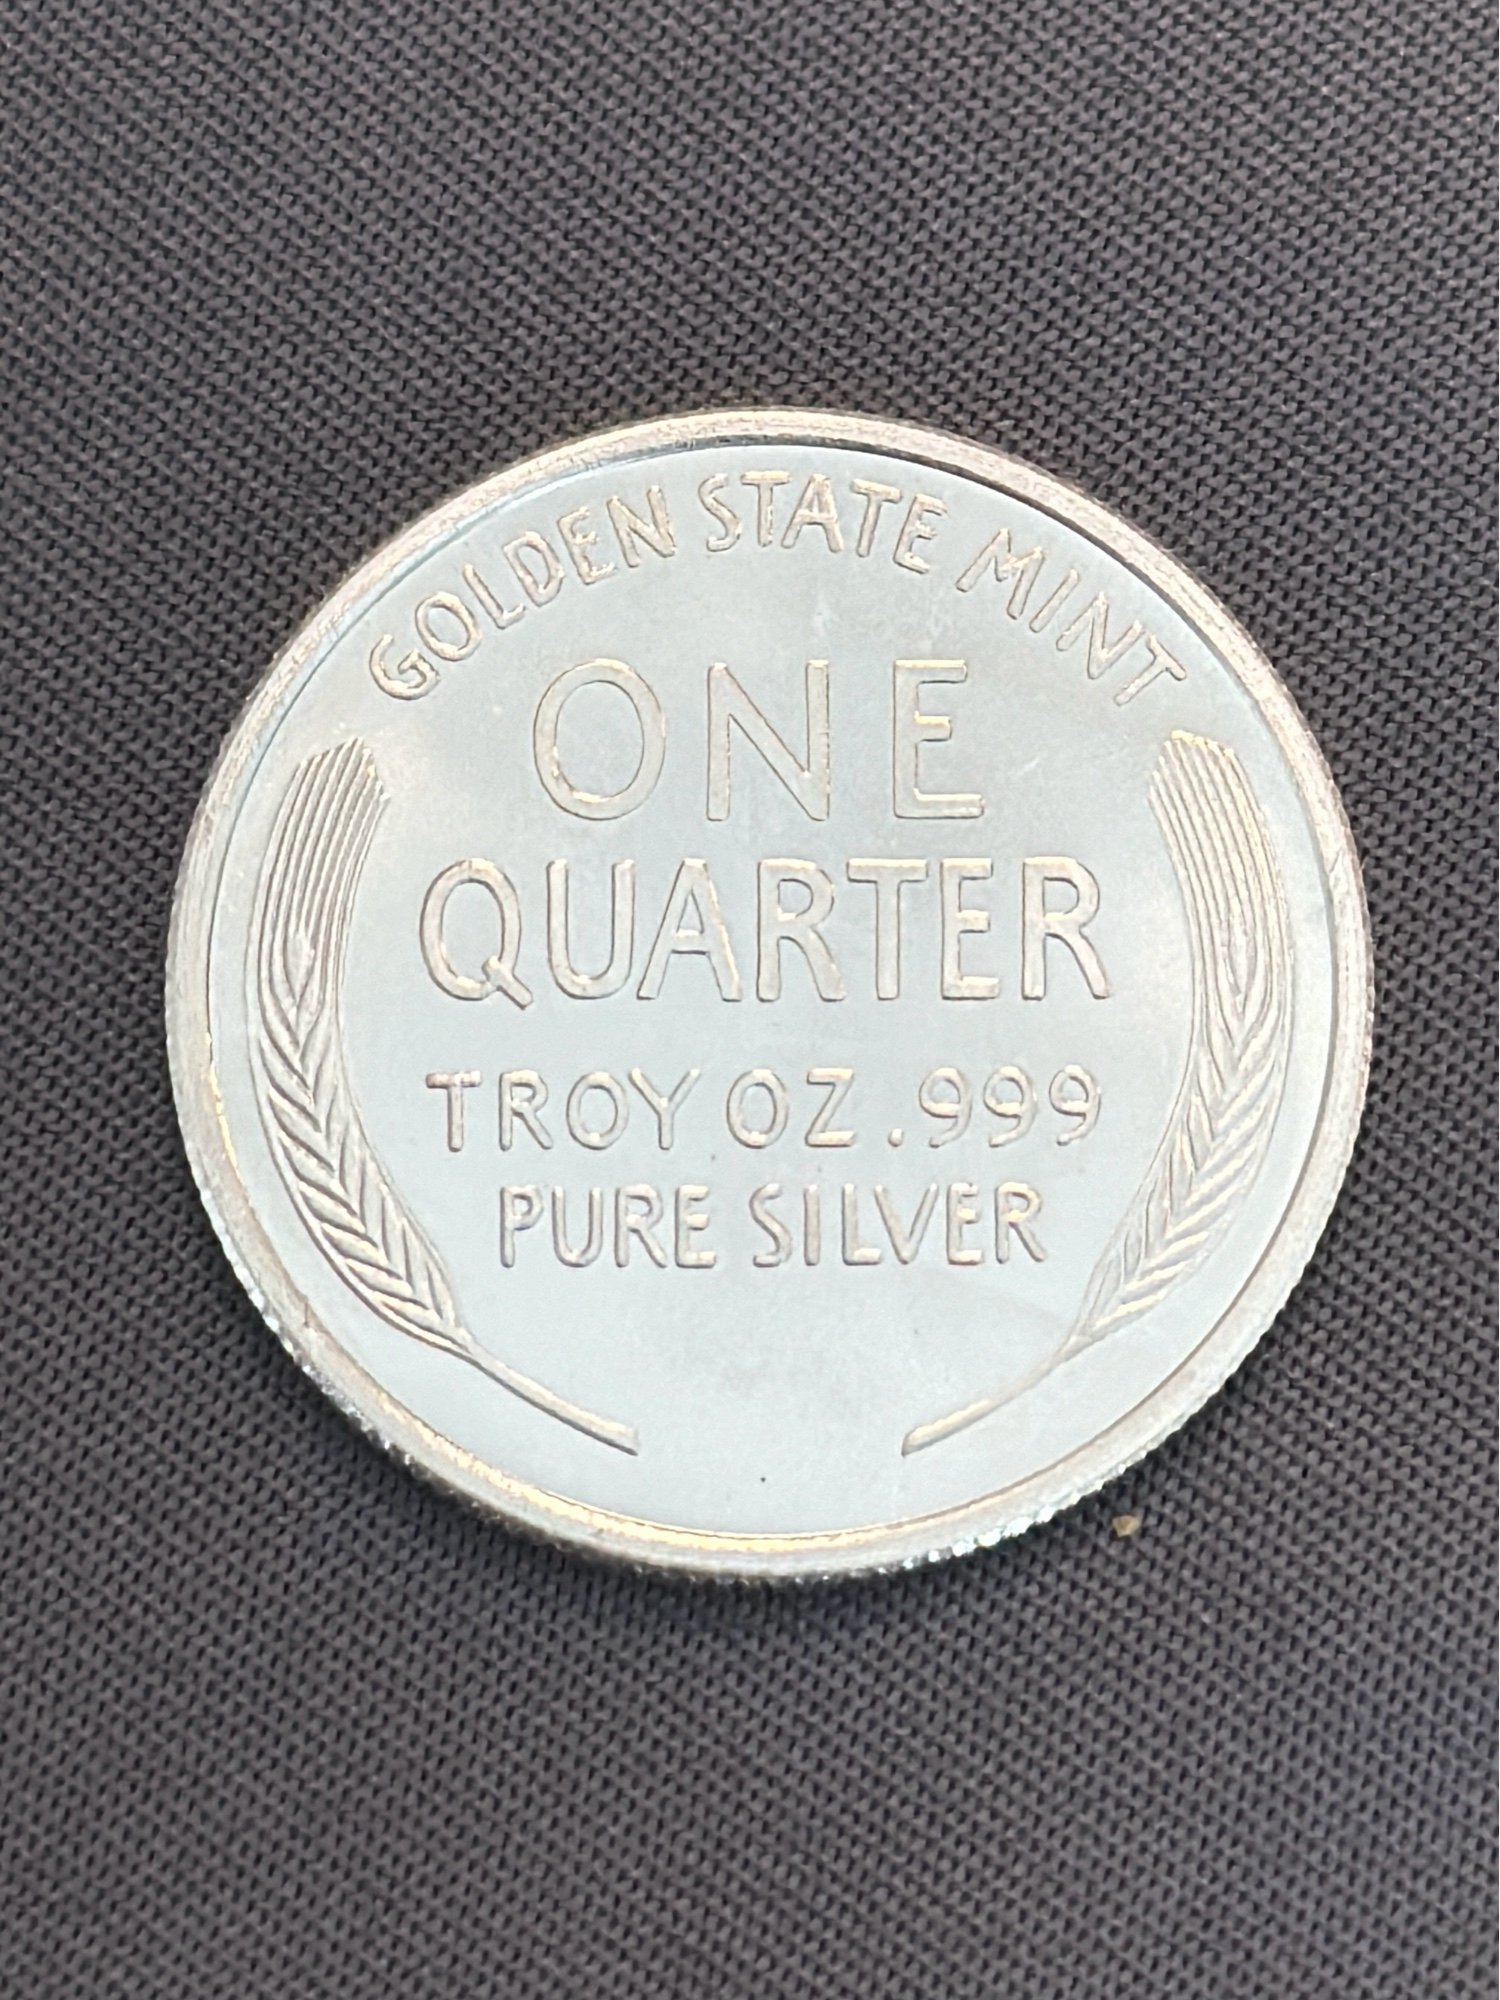 GOLDEN STATE MINT
ONE
QUARTER
TROY OZ .999
PURE SILVER